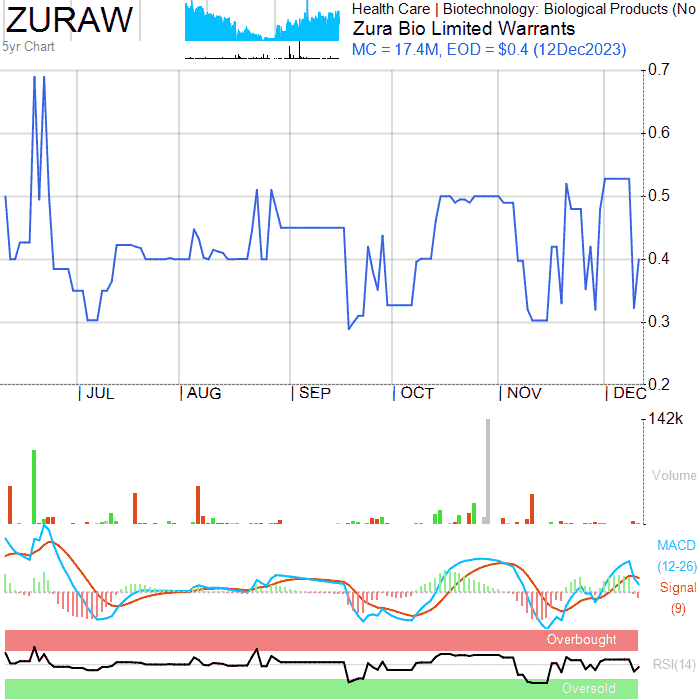 ZURAW
5yr Chart
Health Care | Biotechnology: Biological Products (No
Zura Bio Limited Warrants
MC = 17.4M, EOD = $0.4 (12Dec2023)
0.7
0.6
0.5
0.4
0.3
0.2
| JUL | AUG | SEP | OCT | NOV | DEC
142k
Volume
MACD
(12-26)
Signal
(9)
Overbought
RSI(14)
Oversold